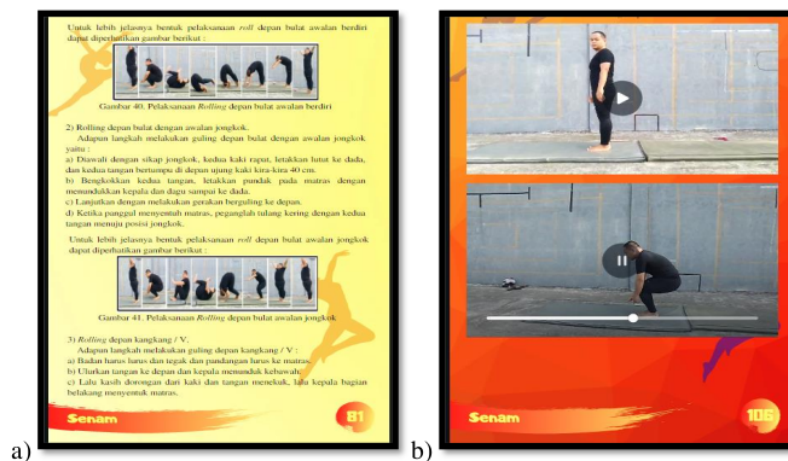 Untuk lebih jelasnya bentuk pelaksanaan roll depan bulat awalan berdiri
dapat diperhatikan gambar berikut :
Gambar 40. Pelaksanaan Rolling depan bulat awalan berdiri
2) Rolling depan bulat dengan awalan jongkok.
Adapun langkah melakukan guling depan bulat dengan awalan jongkok
yaitu :
a) Diawali dengan sikap jongkok, kedua kaki rapat, letakkan lutut ke dada,
dan kedua tangan bertumpu di depan ujung kaki kira-kira 40 cm.
b) Bengkokkan kedua tangan, letakkan pundak pada matras dengan
menundukkan kepala dan dagu sampai ke dada.
c) Lanjutkan dengan melakukan gerakan berguling ke depan.
d) Ketika panggul menyentuh matras, peganglah tulang kering dengan kedua
tangan menuju posisi jongkok.
Untuk lebih jelasnya bentuk pelaksanaan roll depan bulat awalan jongkok
dapat diperhatikan gambar berikut :
Gambar 41. Pelaksanaan Rolling depan bulat awalan jongkok
3) Rolling depan kangkang / V.
Adapun langkah melakukan guling depan kangkang / V :
a) Badan harus lurus dan tegak dan pandangan lurus ke matras.
b) Ulurkan tangan ke depan dan kepala menunduk kebawah.
c) Lalu kasih dorongan dari kaki dan tangan menekuk, lalu kepala bagian
belakang menyentuk matras.
Senam
81
a)
Senam
106
b)